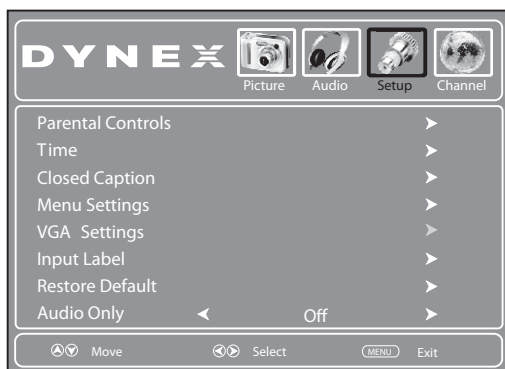 DYNEX
Picture Audio Setup Channel
Parental Controls
Time
Closed Caption
Menu Settings
VGA Settings
Input Label
Restore Default
Audio Only Off
Move Select MENU Exit